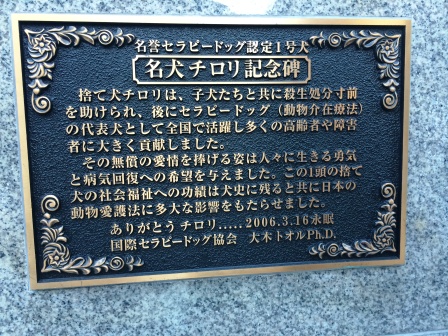 名誉セラピードッグ認定1号犬
名犬チロリ記念碑
捨て犬チロリは、子犬たちと共に殺生処分寸前
を助けられ、後にセラピードッグ（動物介在療法）
の代表犬として全国で活躍し多くの高齢者や障害
者に大きく貢献しました。
その無償の愛情を捧げる姿は人々に生きる勇気
と病気回復への希望を与えました。この1頭の捨て
犬の社会福祉への功績は犬史に残ると共に日本の
動物愛護法に多大な影響をもたらせました。
ありがとう チロリ.....2006.3.16永眠
国際セラピードッグ協会 大木トオルPh.D.